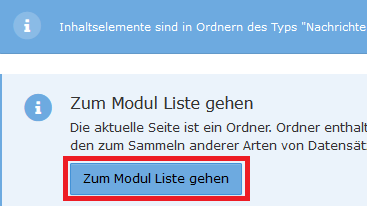 Inhaltselemente sind in Ordnern des Typs "Nachrichte
Zum Modul Liste gehen
Die aktuelle Seite ist ein Ordner. Ordner enthalt
den zum Sammeln anderer Arten von Datensät
Zum Modul Liste gehen